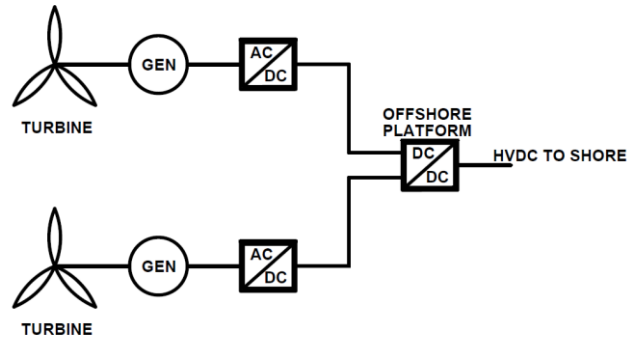 GEN
AC
DC
TURBINE
OFFSHORE
PLATFORM
DC
DC
HVDC TO SHORE
GEN
AC
DC
TURBINE